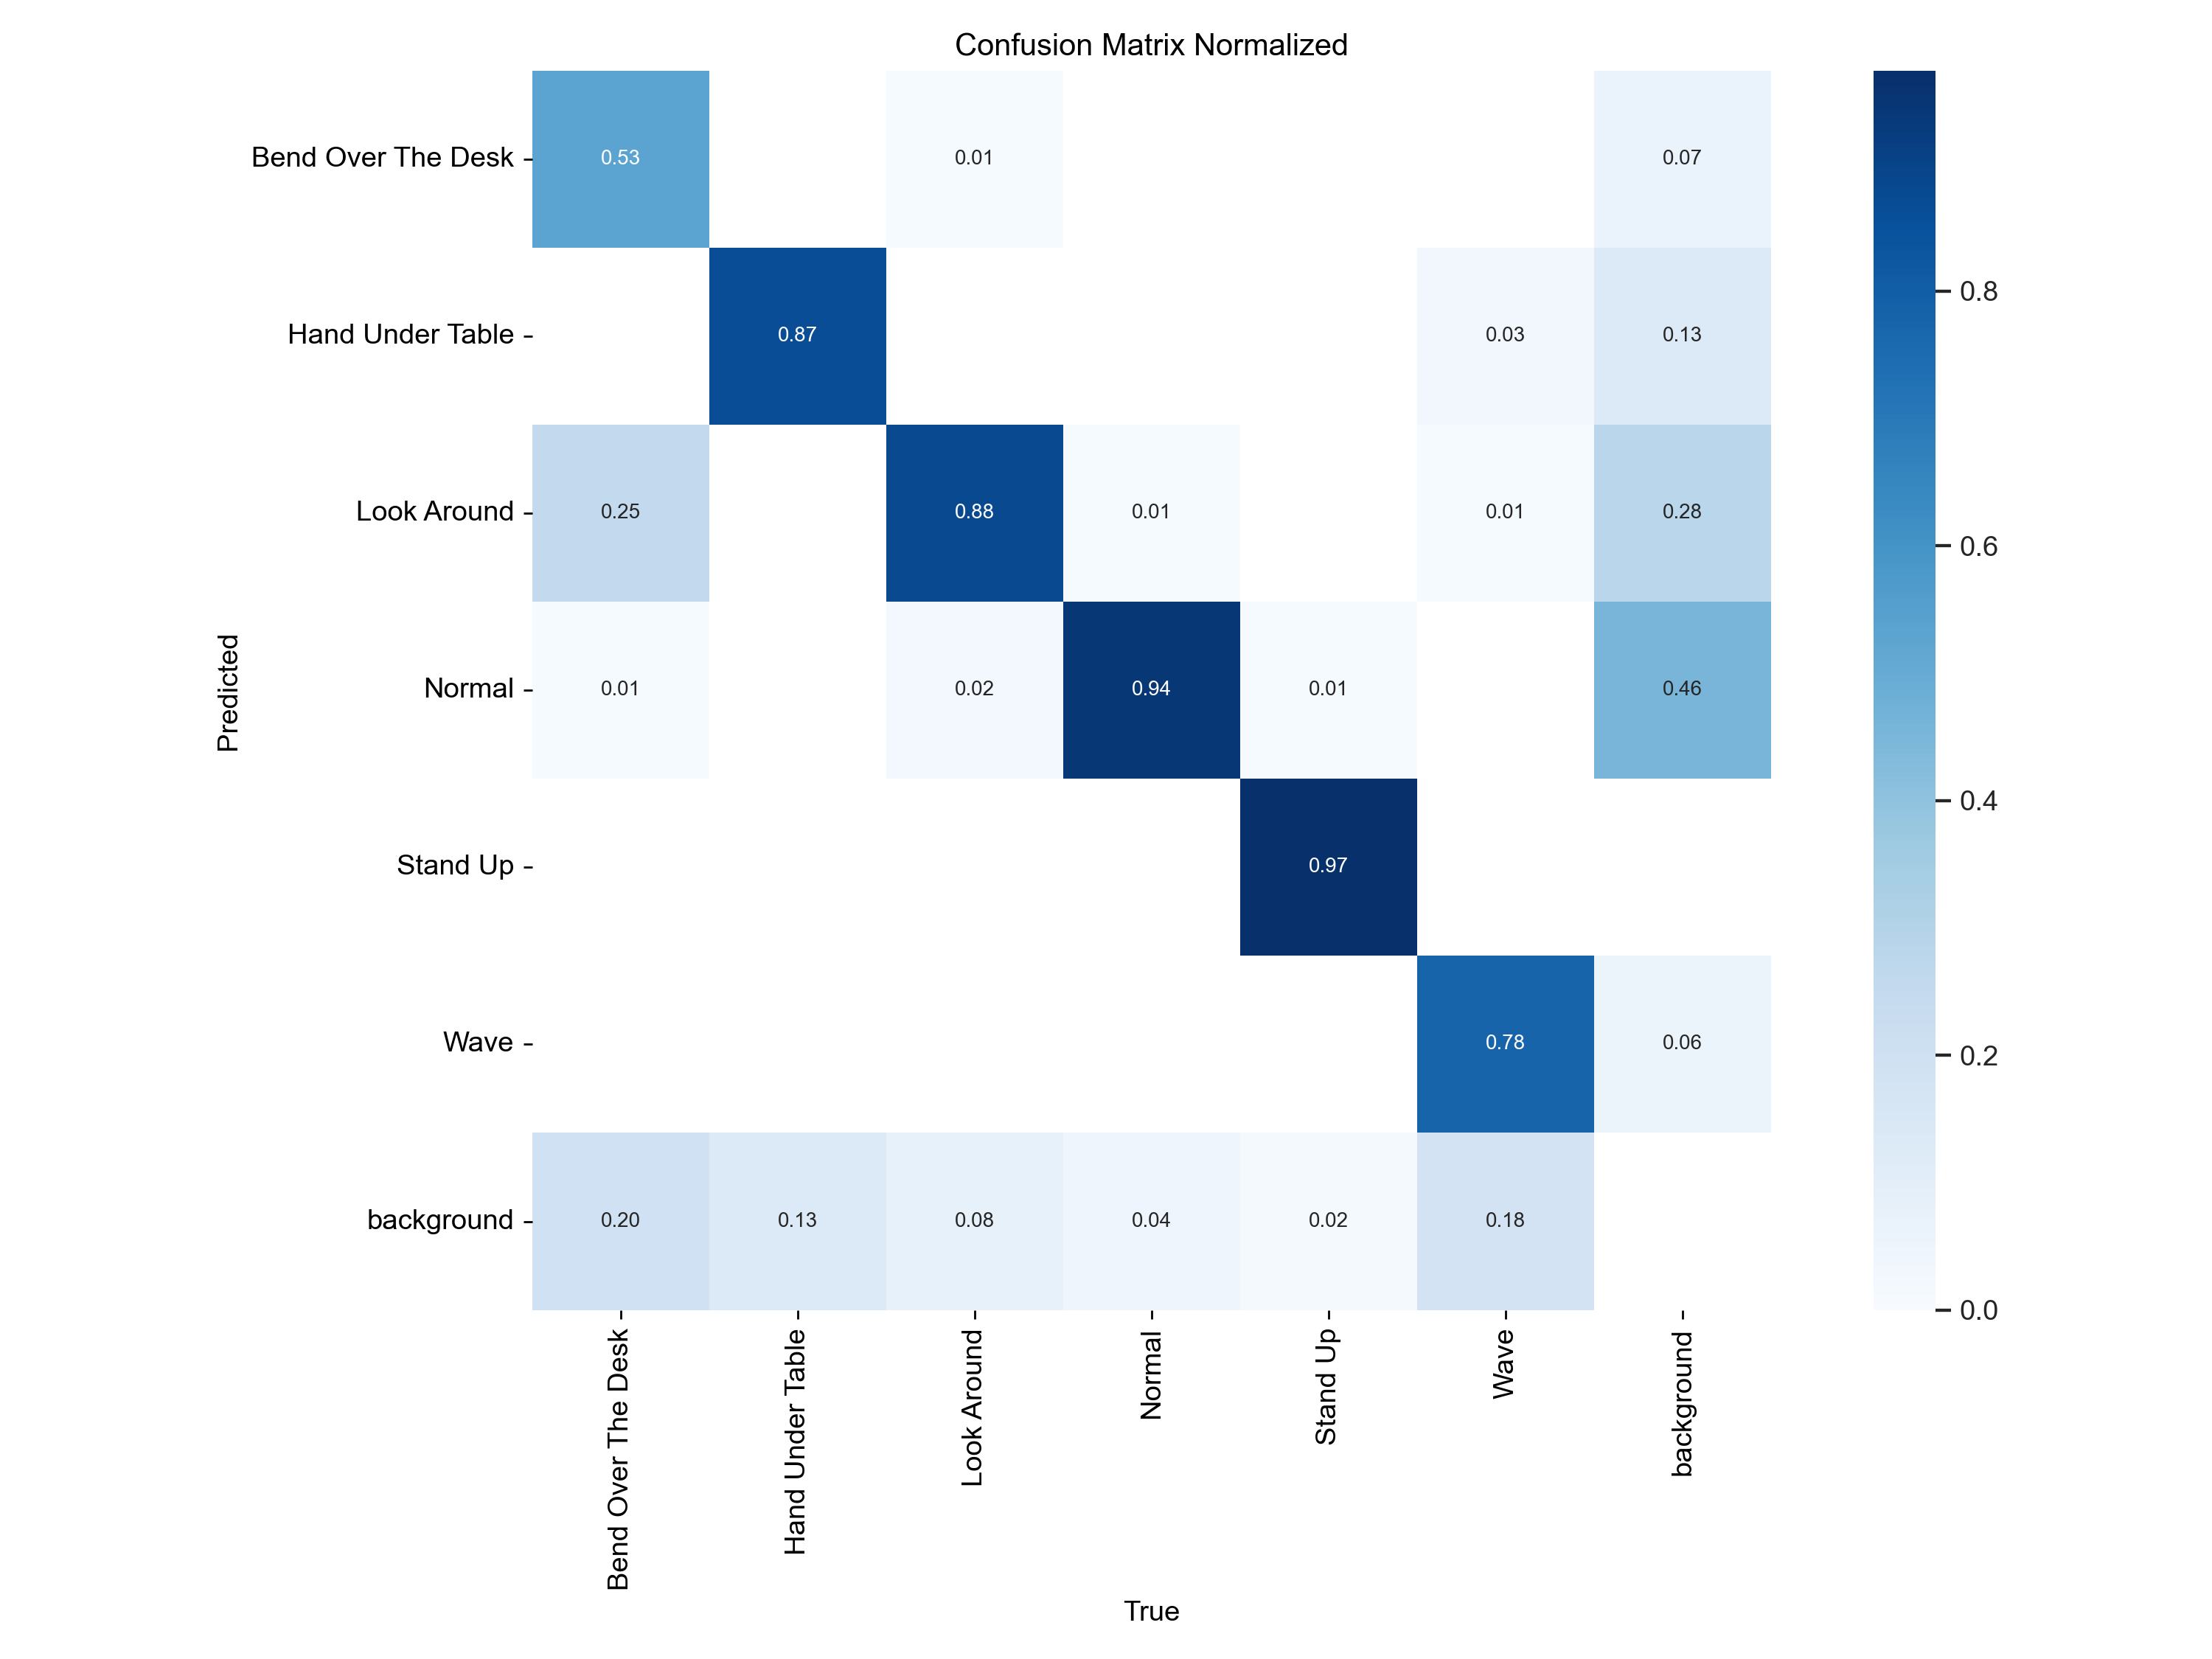 Confusion Matrix Normalized
Bend Over The Desk 0.53 0.01 0.07
Hand Under Table 0.87 0.03 0.13
0.8
Look Around 0.25 0.88 0.01 0.01 0.28
0.6
Predicted
Normal 0.01 0.02 0.94 0.01 0.46
0.4
Stand Up 0.97
Wave 0.78 0.06
0.2
background 0.20 0.13 0.08 0.04 0.02 0.18
0.0
Bend Over The Desk
Hand Under Table
Look Around
Normal
Stand Up
Wave
background
True